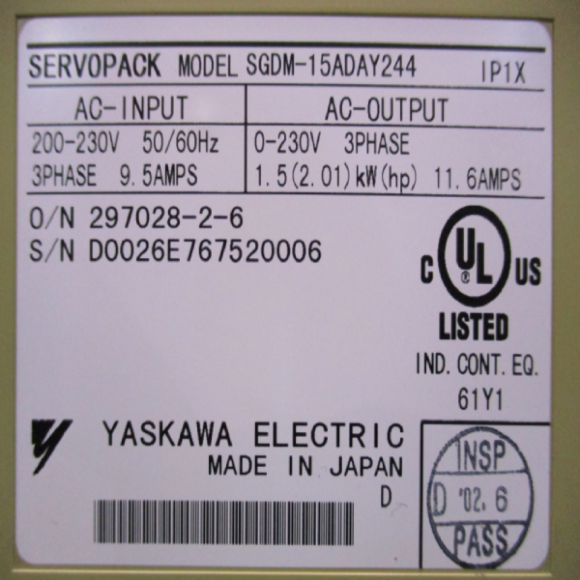 SERVOPACK MODEL SGDM-15ADAY244 IP1X
AC-INPUT AC-OUTPUT
200-230V 50/60Hz 0-230V 3PHASE
3PHASE 9.5AMPS 1.5(2.01)kW(hp) 11.6AMPS
O/N 297028-2-6
S/N D0026E767520006
C UL US
®
LISTED
IND. CONT. EQ.
61Y1
YASKAWA ELECTRIC
MADE IN JAPAN
D
INSP
D '02. 6
PASS